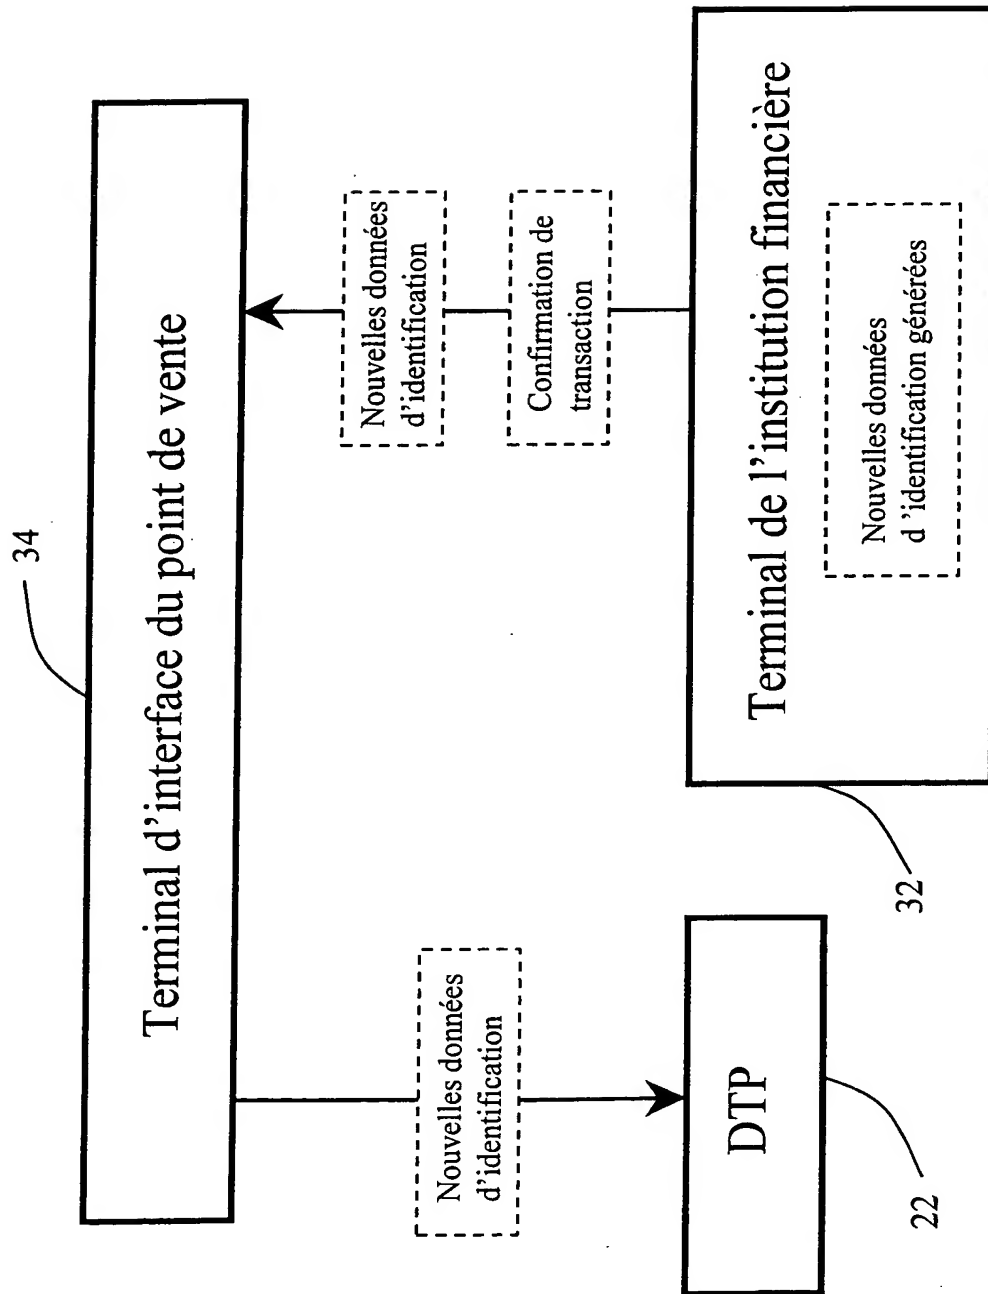 34
Terminal d'interface du point de vente
Nouvelles données
d'identification
Nouvelles données
d'identification
Confirmation de
transaction
DTP
22
Terminal de l'institution financière
Nouvelles données
d'identification générées
32